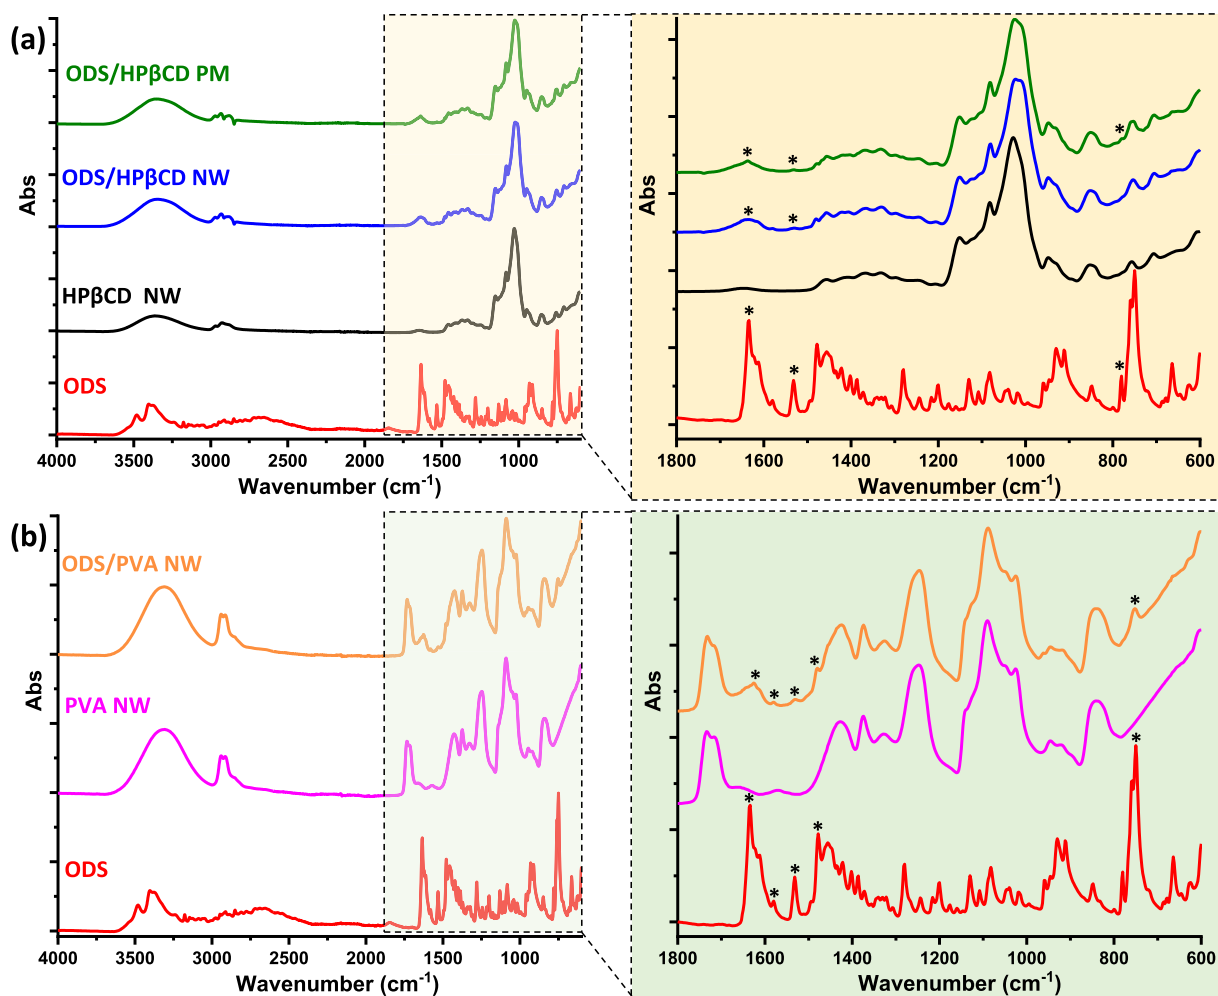 (a)
ODS/HPβCD PM
ODS/HPβCD NW
HPβCD NW
ODS
Abs
4000 3500 3000 2500 2000 1500 1000
Wavenumber (cm-1)
* * *
* *
* * *
Abs
1800 1600 1400 1200 1000 800 600
Wavenumber (cm-1)
(b)
ODS/PVA NW
PVA NW
ODS
Abs
4000 3500 3000 2500 2000 1500 1000
Wavenumber (cm-1)
* * * * *
* * * * *
Abs
1800 1600 1400 1200 1000 800 600
Wavenumber (cm-1)